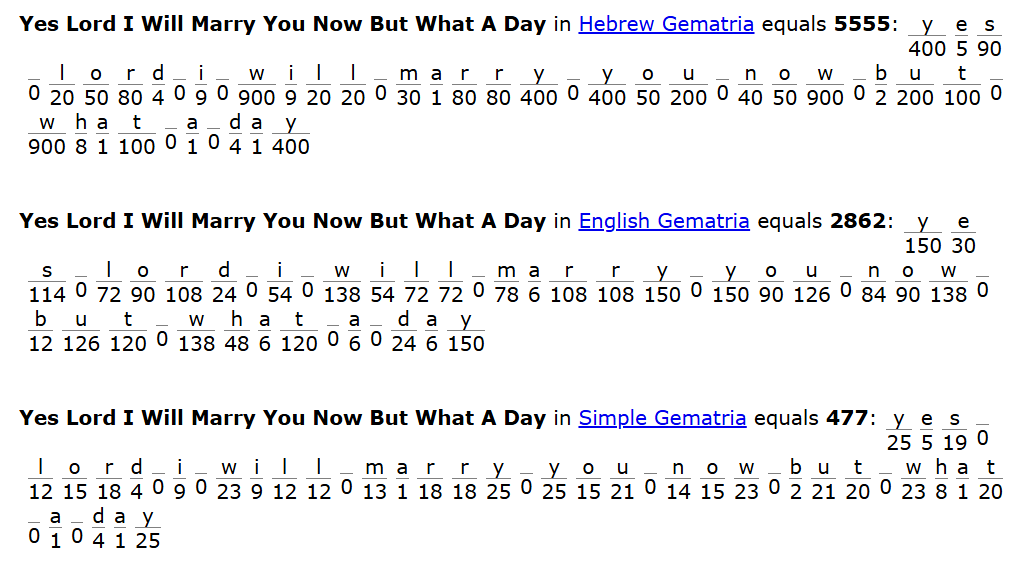 Yes Lord I Will Marry You Now But What A Day in Hebrew Gematria equals 5555: y e s
400 5 90
_ l o r d _ i _ w i l l _ m a r r y _ y o u _ n o w _ b u t _
0 20 50 80 4 0 9 0 900 9 20 20 0 30 1 80 80 400 0 400 50 200 0 40 50 900 0 2 200 100 0
w h a t _ a _ d a y
900 8 1 100 0 1 0 4 1 400
Yes Lord I Will Marry You Now But What A Day in English Gematria equals 2862: y e
150 30
s _ l o r d _ i _ w i l l _ m a r r y _ y o u _ n o w _
114 0 72 90 108 24 0 54 0 138 54 72 72 0 78 6 108 108 150 0 150 90 126 0 84 90 138 0
b u t _ w h a t _ a _ d a y
12 126 120 0 138 48 6 120 0 6 0 24 6 150
Yes Lord I Will Marry You Now But What A Day in Simple Gematria equals 477: y e s _
25 5 19 0
l o r d _ i _ w i l l _ m a r r y _ y o u _ n o w _ b u t _ w h a t
12 15 18 4 0 9 0 23 9 12 12 0 13 1 18 18 25 0 25 15 21 0 14 15 23 0 2 21 20 0 23 8 1 20
_ a _ d a y
0 1 0 4 1 25